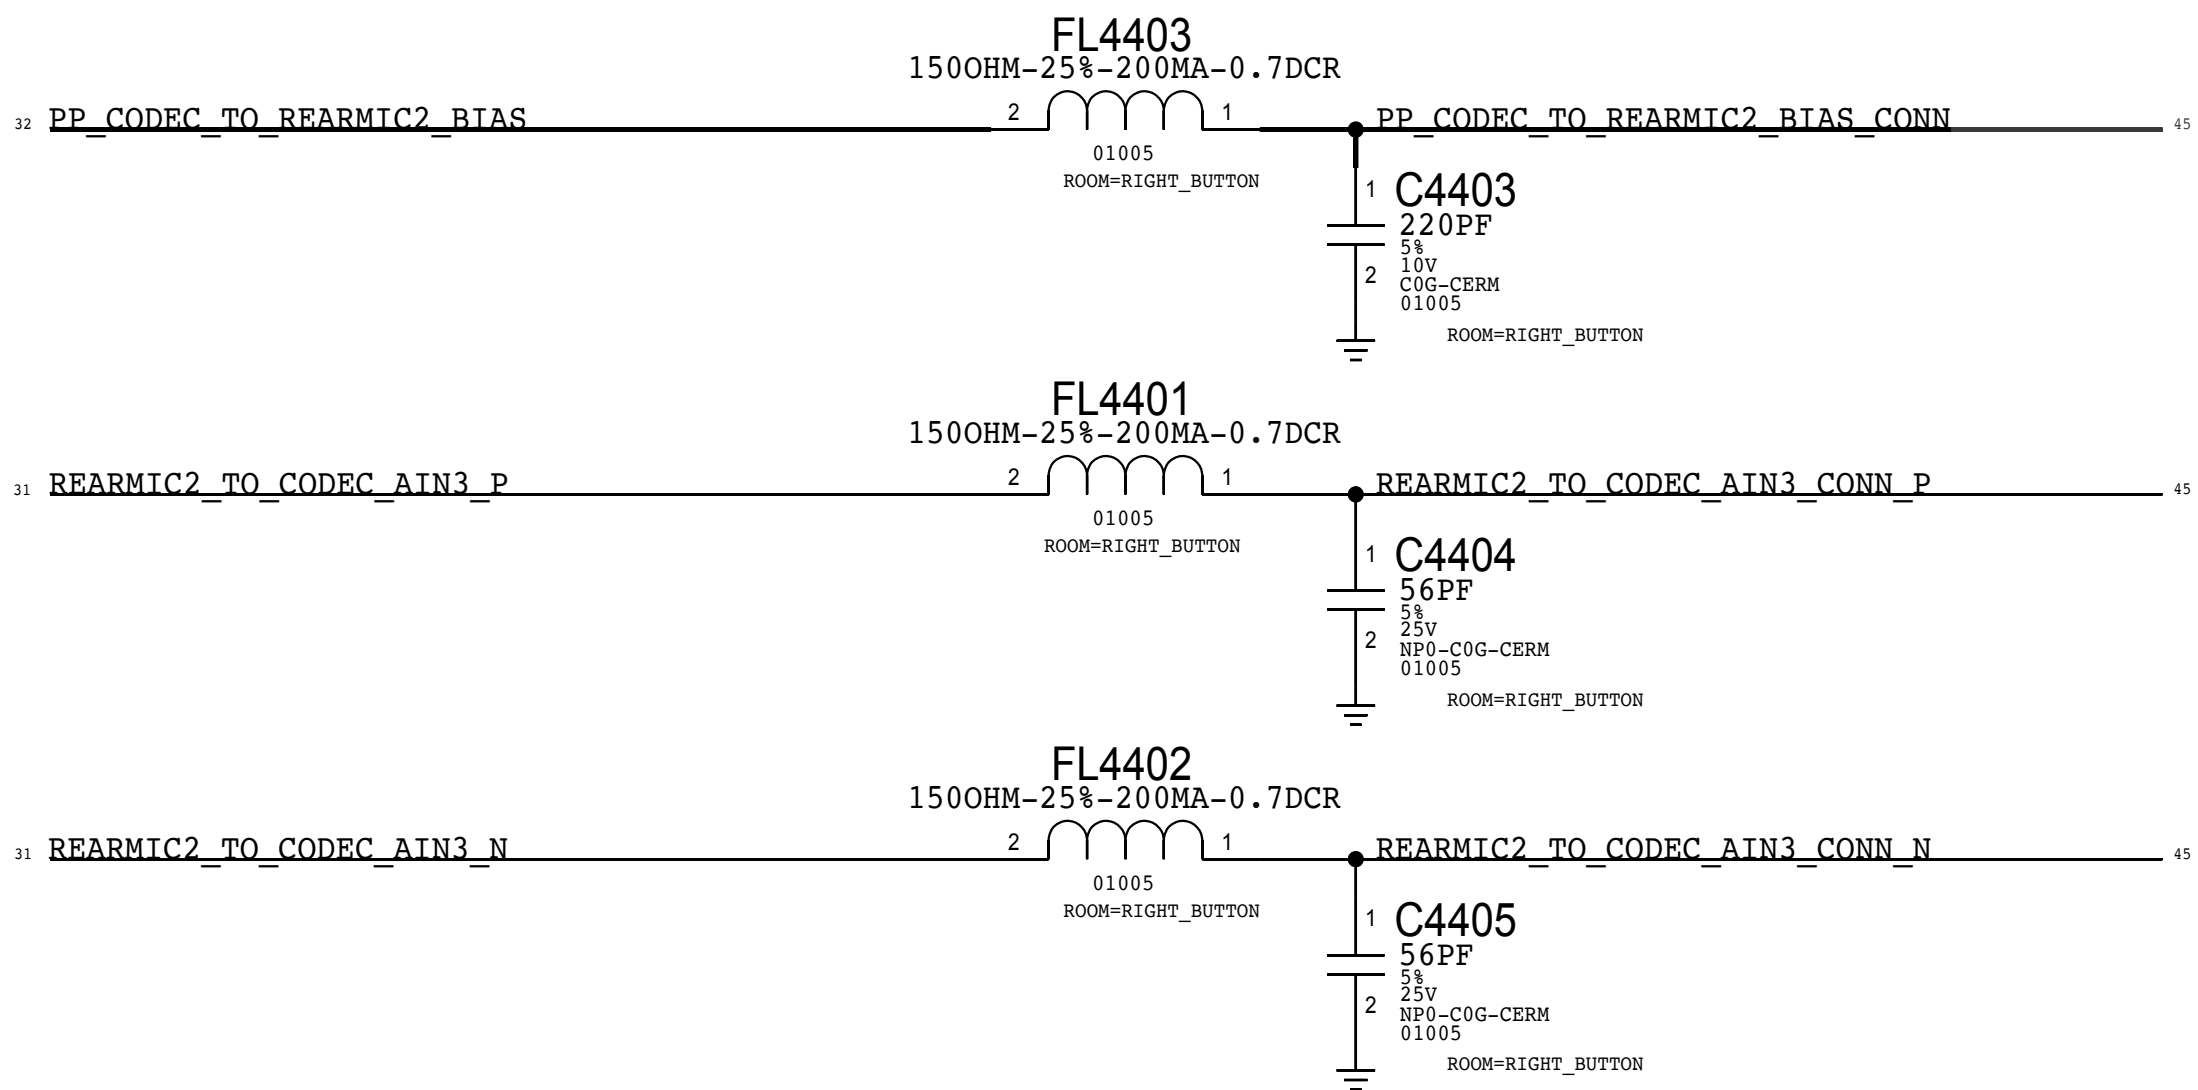 FL4403
150OHM-25%-200MA-0.7DCR
32 PP_CODEC_TO_REARMIC2_BIAS 2 1 PP_CODEC_TO_REARMIC2_BIAS_CONN 45
01005
ROOM=RIGHT_BUTTON
1 C4403
220PF
5%
10V
2 C0G-CERM
01005
ROOM=RIGHT_BUTTON
FL4401
150OHM-25%-200MA-0.7DCR
31 REARMIC2_TO_CODEC_AIN3_P 2 1 REARMIC2_TO_CODEC_AIN3_CONN_P 45
01005
ROOM=RIGHT_BUTTON
1 C4404
56PF
5%
25V
2 NP0-C0G-CERM
01005
ROOM=RIGHT_BUTTON
FL4402
150OHM-25%-200MA-0.7DCR
31 REARMIC2_TO_CODEC_AIN3_N 2 1 REARMIC2_TO_CODEC_AIN3_CONN_N 45
01005
ROOM=RIGHT_BUTTON
1 C4405
56PF
5%
25V
2 NP0-C0G-CERM
01005
ROOM=RIGHT_BUTTON